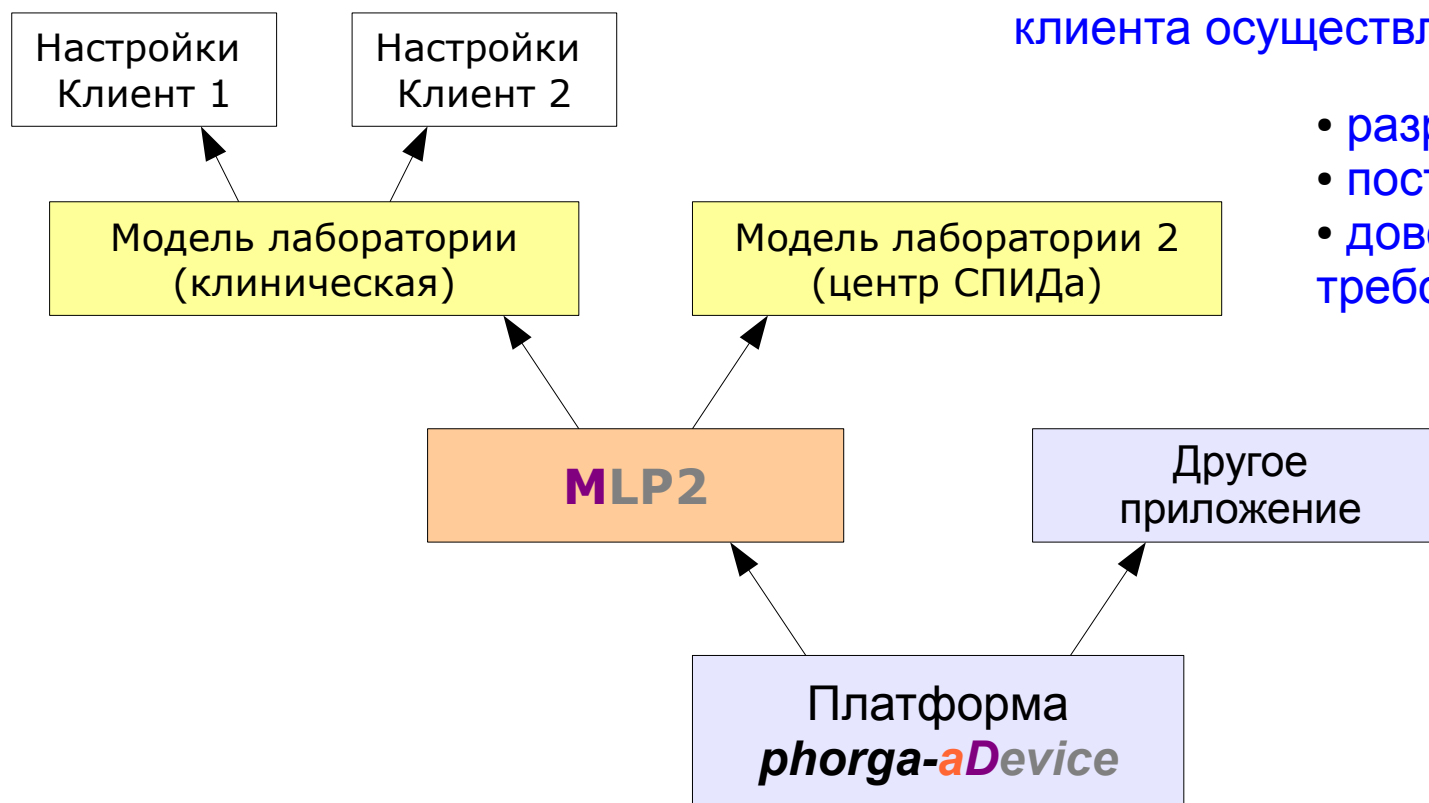 клиента осуществл
Настройки
Клиент 1
Настройки
Клиент 2
Модель лаборатории
(клиническая)
Модель лаборатории 2
(центр СПИДа)
• раз
• пост
• дов
требо
MLP2
Другое
приложение
Платформа
phorga-aDevice